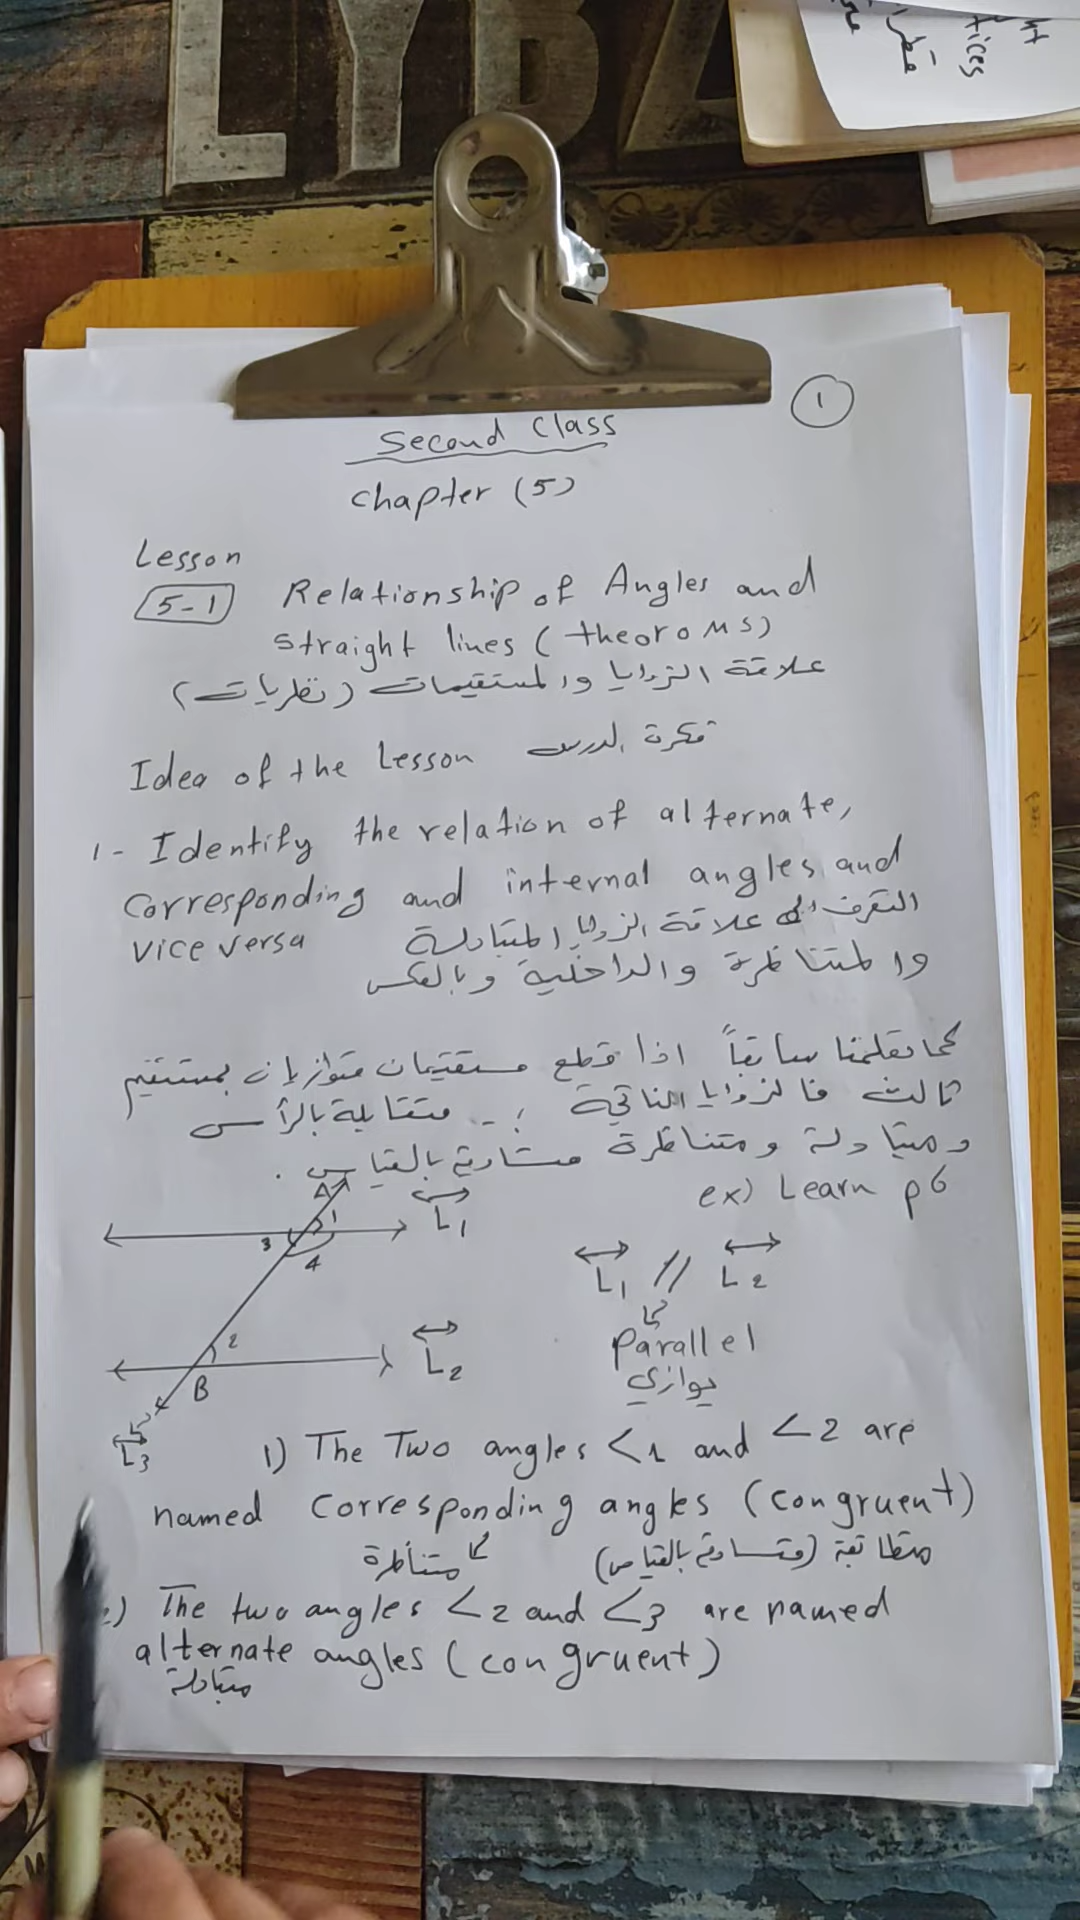 LYBZ
1
Second Class
Chapter (5)
Lesson
5-1 Relationship of Angles and
straight lines (theoroms)
علاقة الزوايا والمستقيمات (نظريات)
Idea of the Lesson فكرة الدرس
1- Identify the relation of alternate,
Corresponding and internal angles and
vice versa التعرف الى علاقة الزوايا المتبادلة
والمتناظرة والداخلية وبالعكس
كما تعلمنا سابقاً اذا قطع مستقيمان متوازيان بمستقيم
ثالث فالزوايا الناتجة :- متقابلة بالرأس
ومتبادلة ومتناظرة متساوية بالقياس.
ex) Learn p6
A 1 L1
3 4
L1 // L2
Parallel
يوازي
2 L2
B
L3
1) The Two angles <1 and <2 are
named Corresponding angles (congruent)
متناظرة متطابقة (متساوية بالقياس)
2) The two angles <2 and <3 are named
alternate angles (congruent)
متبادلة